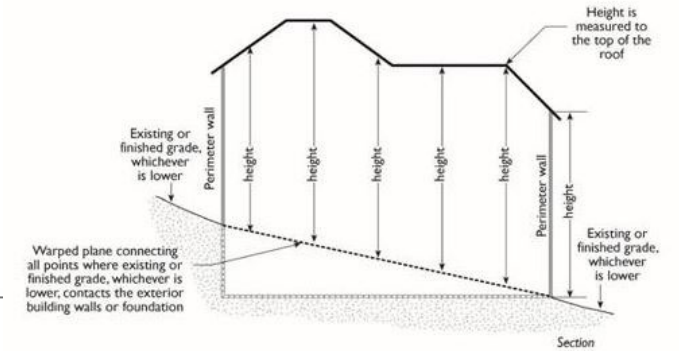 Height is
measured to
the top of the
roof
Existing or
finished grade,
whichever
is lower
Perimeter wall
height
height
height
height
height
Perimeter wall
height
Warped plane connecting
all points where existing or
finished grade, whichever is
lower, contacts the exterior
building walls or foundation
Existing or
finished grade,
whichever
is lower
Section